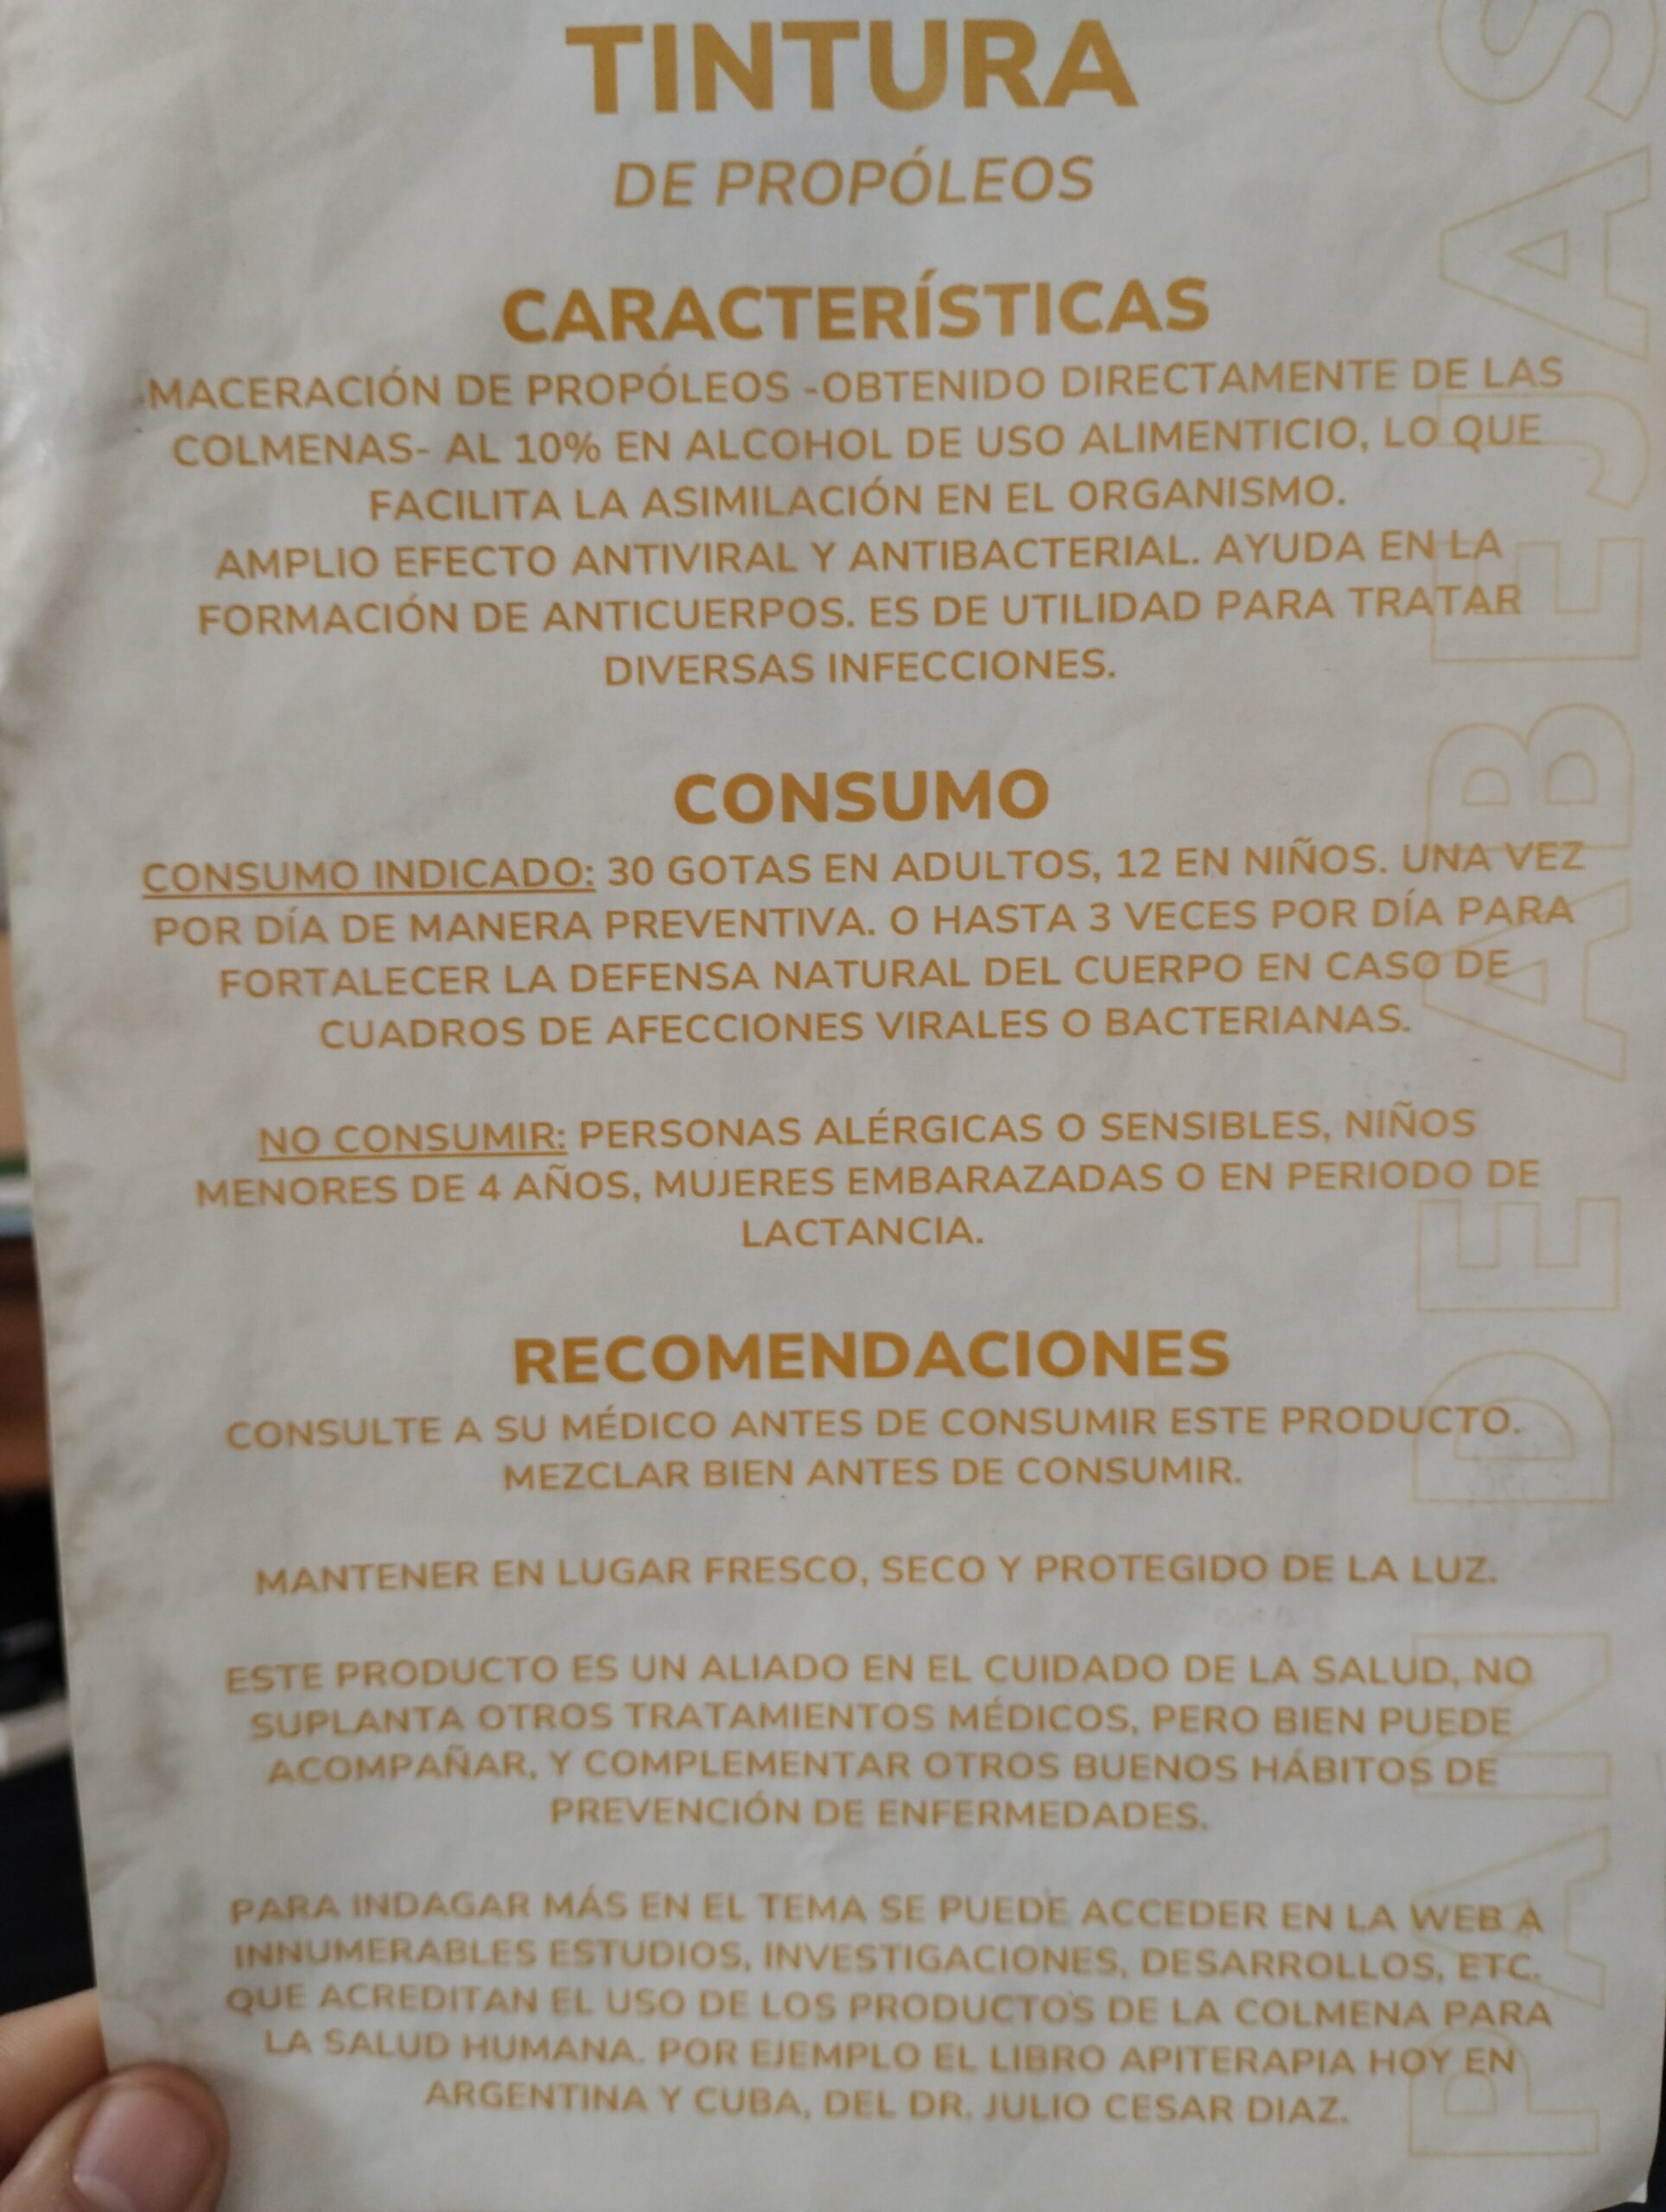 TINTURA
DE PROPÓLEOS
CARACTERÍSTICAS
MACERACIÓN DE PROPÓLEOS -OBTENIDO DIRECTAMENTE DE LAS
COLMENAS- AL 10% EN ALCOHOL DE USO ALIMENTICIO, LO QUE
FACILITA LA ASIMILACIÓN EN EL ORGANISMO.
AMPLIO EFECTO ANTIVIRAL Y ANTIBACTERIAL. AYUDA EN LA
FORMACIÓN DE ANTICUERPOS. ES DE UTILIDAD PARA TRATAR
DIVERSAS INFECCIONES.
CONSUMO
CONSUMO INDICADO: 30 GOTAS EN ADULTOS, 12 EN NIÑOS. UNA VEZ
POR DÍA DE MANERA PREVENTIVA. O HASTA 3 VECES POR DÍA PARA
FORTALECER LA DEFENSA NATURAL DEL CUERPO EN CASO DE
CUADROS DE AFECCIONES VIRALES O BACTERIANAS.
NO CONSUMIR: PERSONAS ALÉRGICAS O SENSIBLES, NIÑOS
MENORES DE 4 AÑOS, MUJERES EMBARAZADAS O EN PERIODO DE
LACTANCIA.
RECOMENDACIONES
CONSULTE A SU MÉDICO ANTES DE CONSUMIR ESTE PRODUCTO.
MEZCLAR BIEN ANTES DE CONSUMIR.
MANTENER EN LUGAR FRESCO, SECO Y PROTEGIDO DE LA LUZ.
ESTE PRODUCTO ES UN ALIADO EN EL CUIDADO DE LA SALUD, NO
SUPLANTA OTROS TRATAMIENTOS MÉDICOS, PERO BIEN PUEDE
ACOMPAÑAR, Y COMPLEMENTAR OTROS BUENOS HÁBITOS DE
PREVENCIÓN DE ENFERMEDADES.
PARA INDAGAR MÁS EN EL TEMA SE PUEDE ACCEDER EN LA WEB A
INNUMERABLES ESTUDIOS, INVESTIGACIONES, DESARROLLOS, ETC.
QUE ACREDITAN EL USO DE LOS PRODUCTOS DE LA COLMENA PARA
LA SALUD HUMANA. POR EJEMPLO EL LIBRO APITERAPIA HOY EN
ARGENTINA Y CUBA, DEL DR. JULIO CESAR DIAZ.
PAN DE ABEJAS